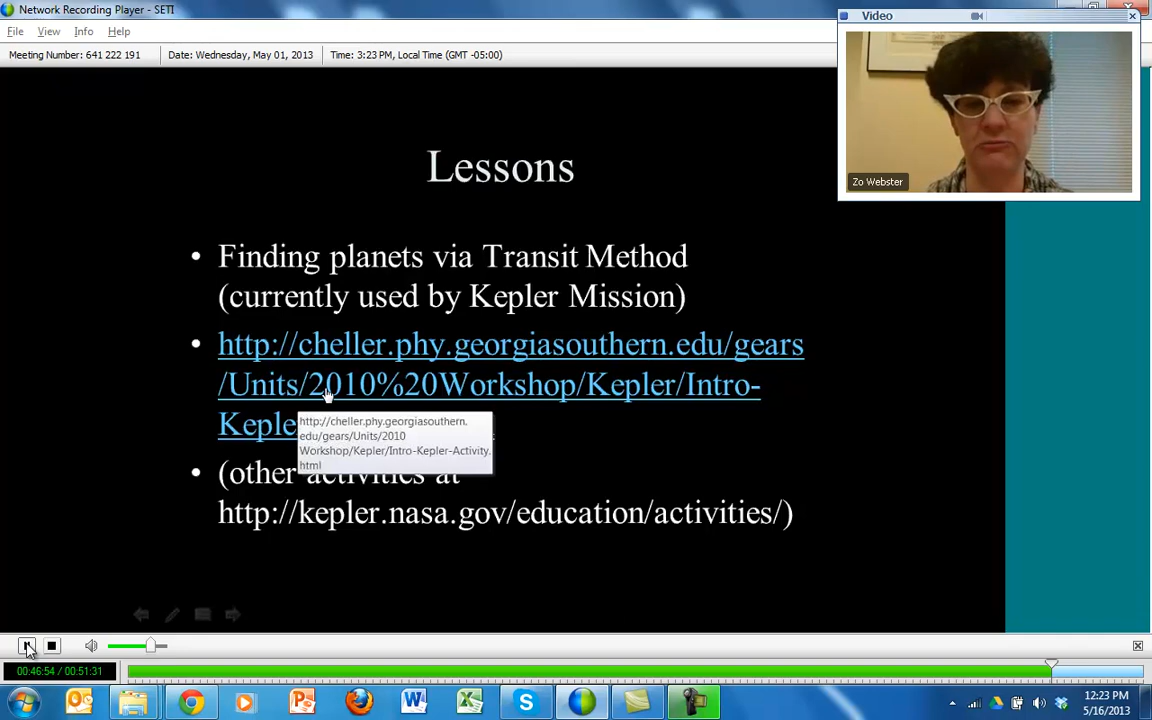 Network Recording Player - SETI
Video
File View Info Help
Meeting Number: 641 222 191 Date: Wednesday, May 01, 2013 Time: 3:23 PM, Local Time (GMT -05:00)
Zo Webster
Lessons
• Finding planets via Transit Method
(currently used by Kepler Mission)
• http://cheller.phy.georgiasouthern.edu/gears
/Units/2010%20Workshop/Kepler/Intro-
Keple
http://cheller.phy.georgiasouthern.
edu/gears/Units/2010
Workshop/Kepler/Intro-Kepler-Activity.
html
• (other activities at
http://kepler.nasa.gov/education/activities/)
00:46:54 / 00:51:31
12:23 PM
5/16/2013